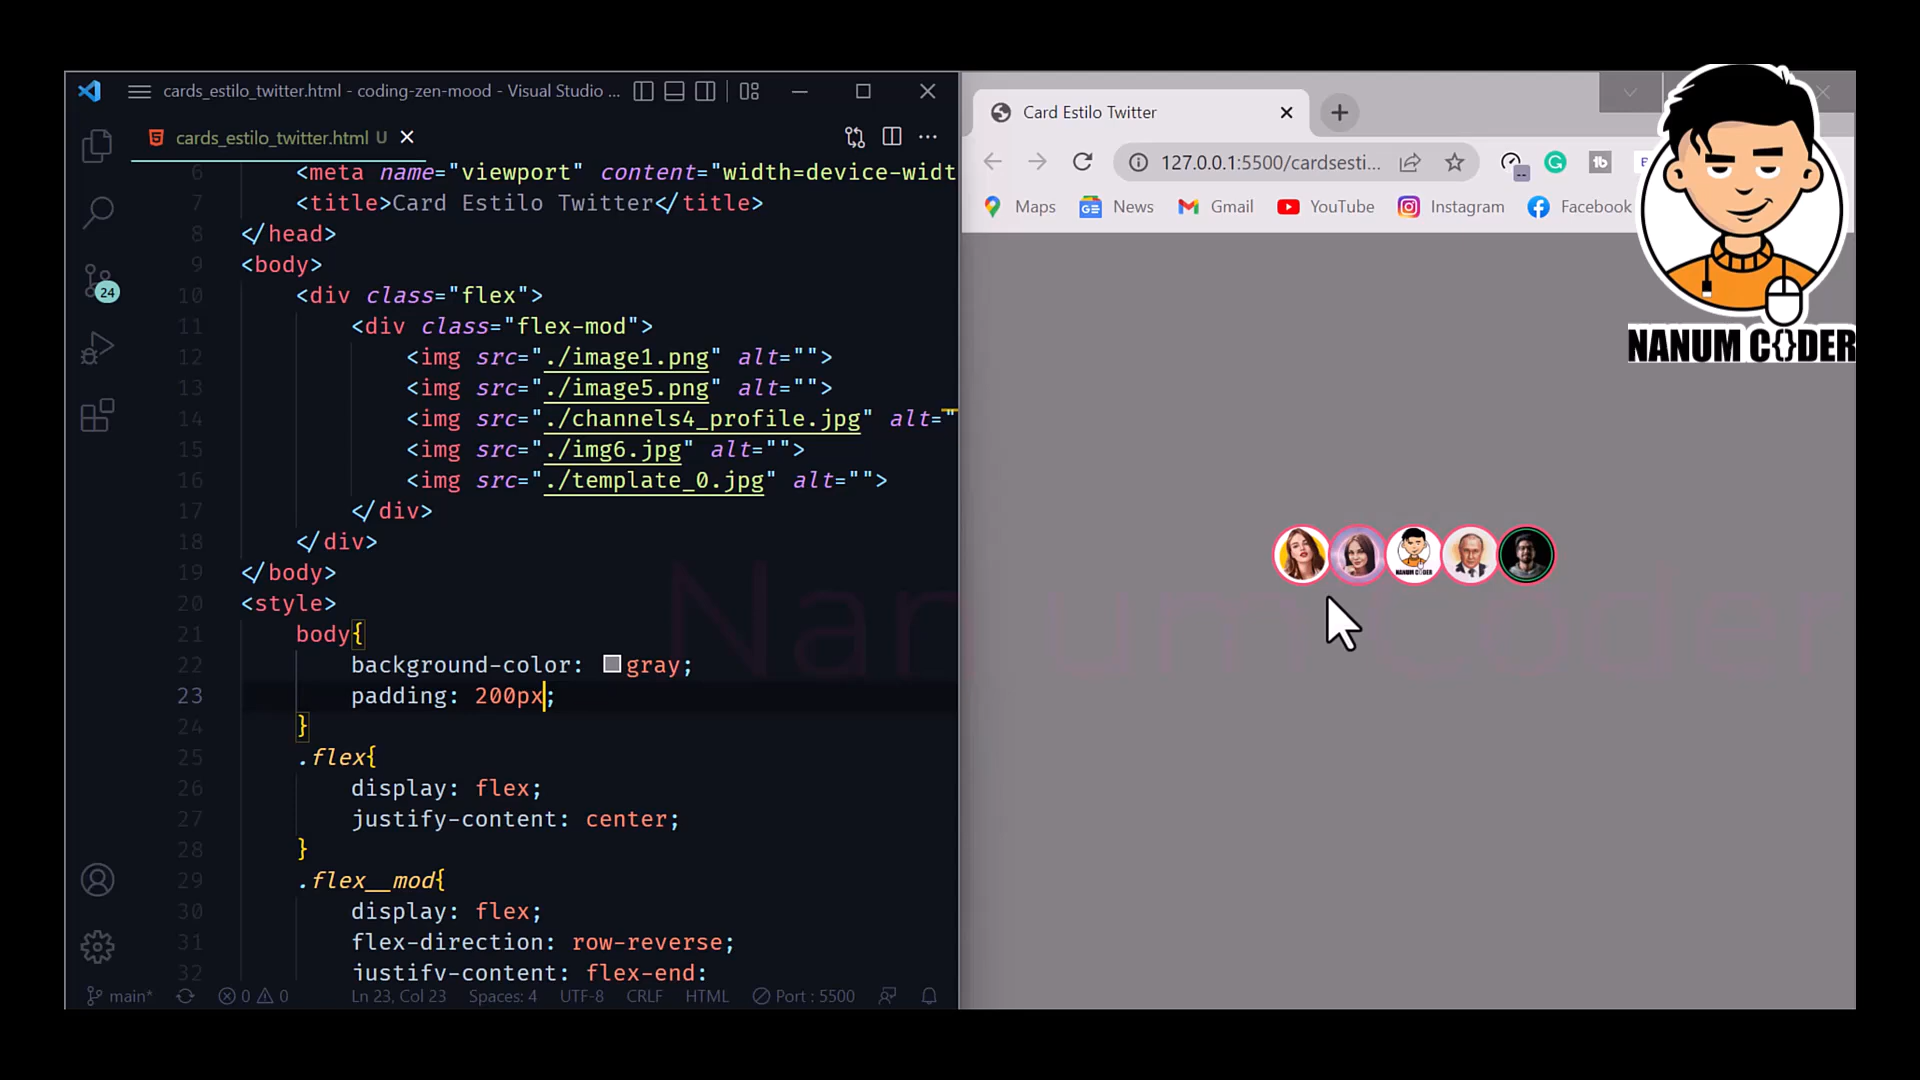 cards_estilo_twitter.html - coding-zen-mood - Visual Studio ...
cards_estilo_twitter.html U
6 <meta name="viewport" content="width=device-widt
7 <title>Card Estilo Twitter</title>
8 </head>
9 <body>
10 <div class="flex">
11 <div class="flex-mod">
12 <img src="./image1.png" alt="">
13 <img src="./image5.png" alt="">
14 <img src="./channels4_profile.jpg" alt="
15 <img src="./img6.jpg" alt="">
16 <img src="./template_0.jpg" alt="">
17 </div>
18 </div>
19 </body>
20 <style>
21 body{
22 background-color: gray;
23 padding: 200px;
24 }
25 .flex{
26 display: flex;
27 justify-content: center;
28 }
29 .flex__mod{
30 display: flex;
31 flex-direction: row-reverse;
32 justify-content: flex-end;
24
main* 0 0 Ln 23, Col 23 Spaces: 4 UTF-8 CRLF HTML Port : 5500
Card Estilo Twitter
127.0.0.1:5500/cardsesti...
Maps News Gmail YouTube Instagram Facebook
NANUM C{}DER
NANUM CODER
Nanum Coder